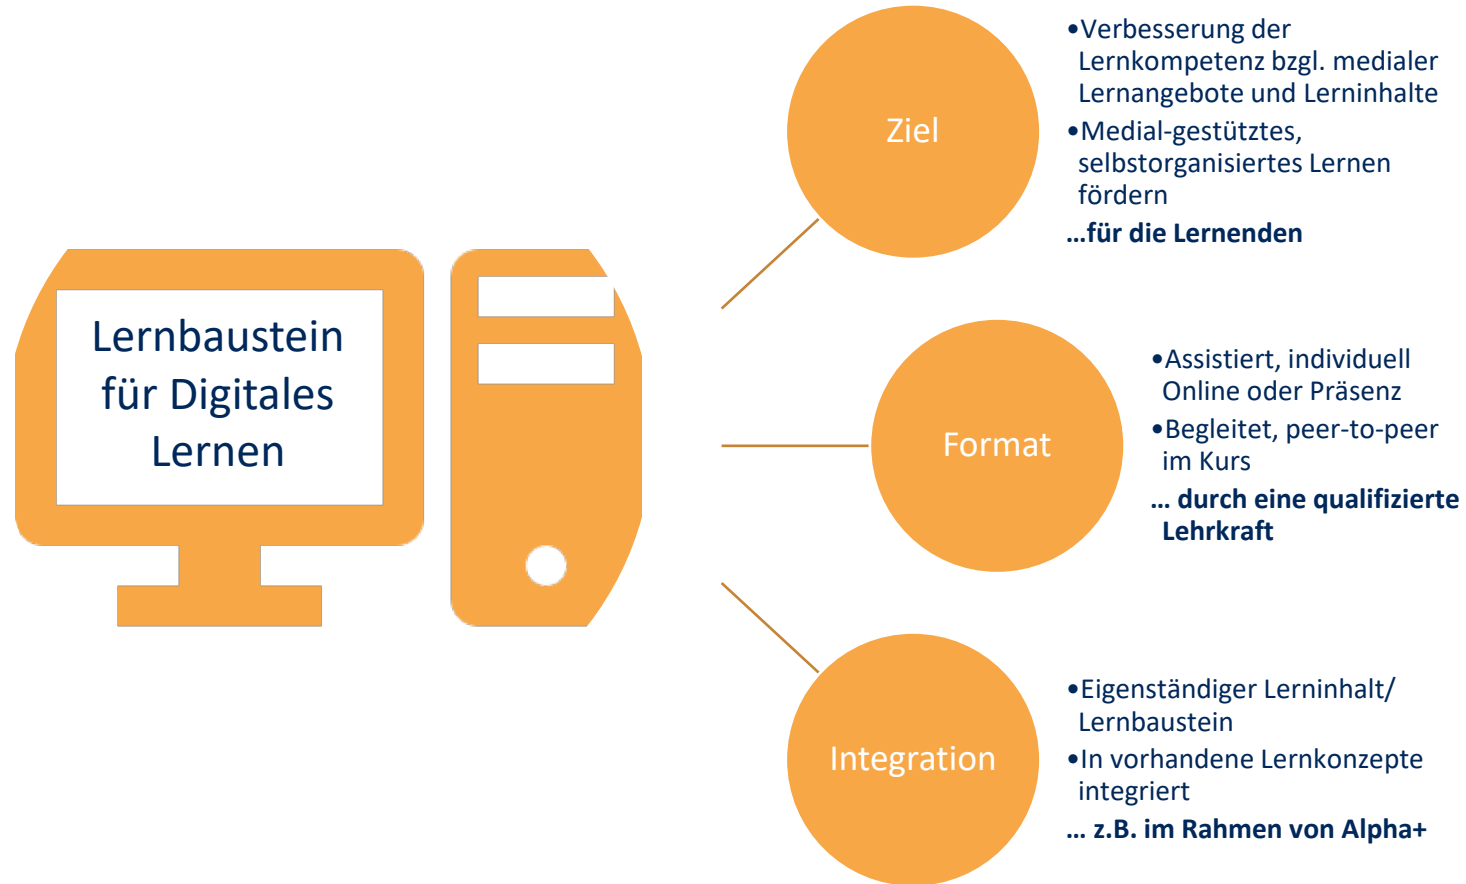 Lernbaustein
für Digitales
Lernen
Ziel
•Verbesserung der
Lernkompetenz bzgl. medialer
Lernangebote und Lerninhalte
•Medial-gestütztes,
selbstorganisiertes Lernen
fördern
…für die Lernenden
Format
•Assistiert, individuell
Online oder Präsenz
•Begleitet, peer-to-peer
im Kurs
… durch eine qualifizierte
Lehrkraft
Integration
•Eigenständiger Lerninhalt/
Lernbaustein
•In vorhandene Lernkonzepte
integriert
… z.B. im Rahmen von Alpha+